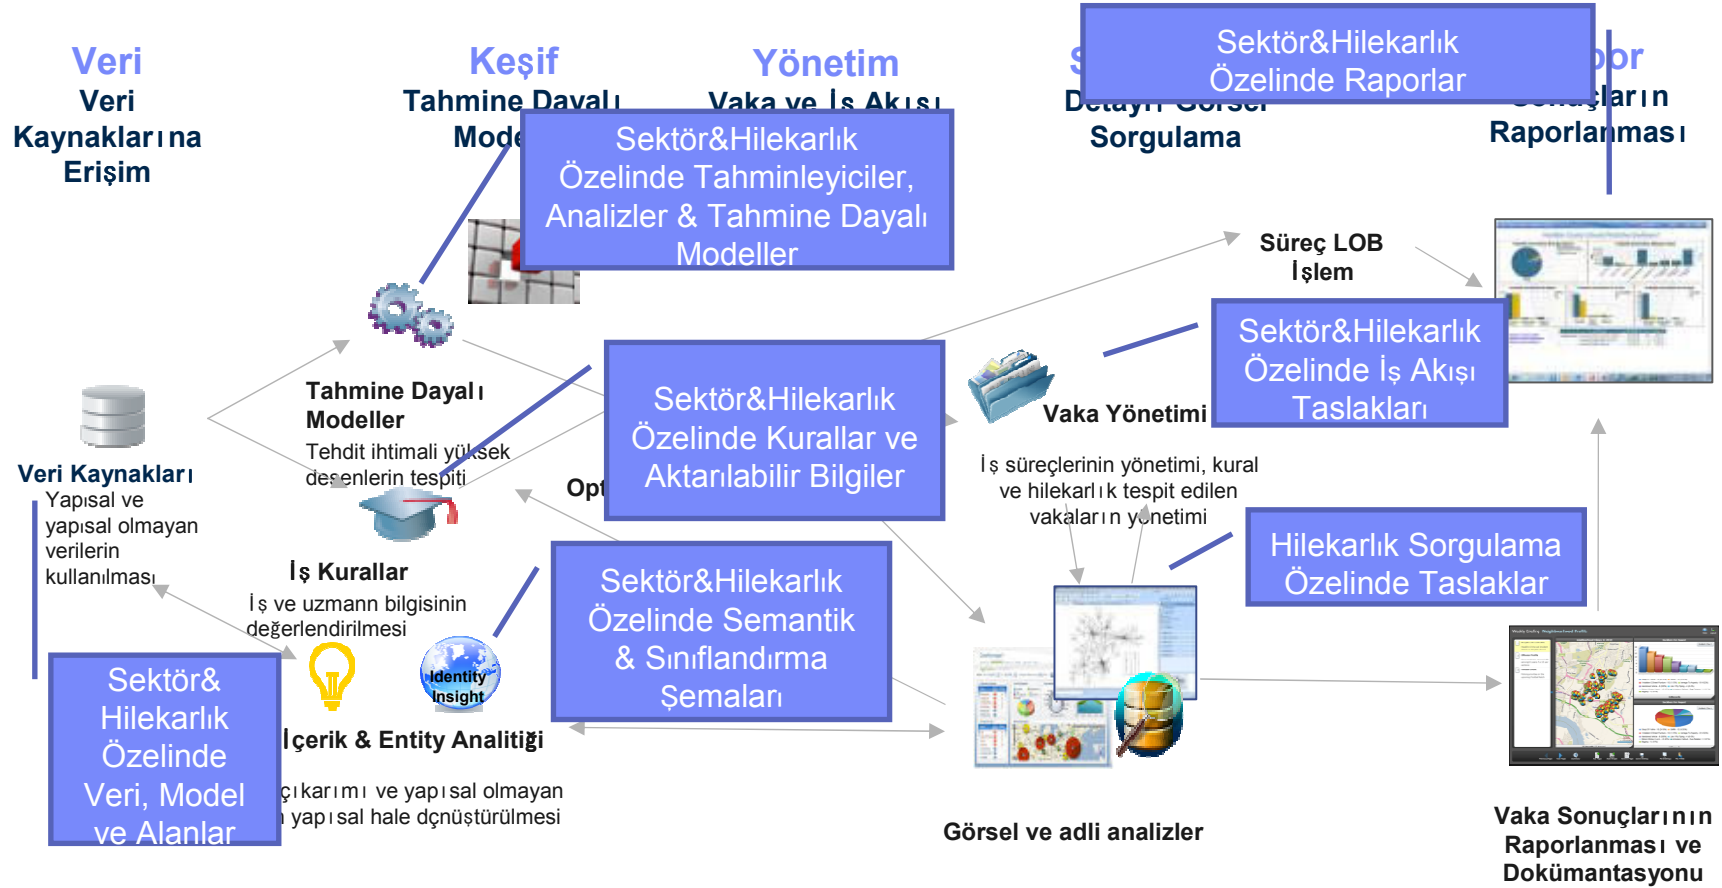 Veri
Veri
Kaynaklarına
Erişim
Keşif
Tahmine Dayalı
Yönetim
Vaka ve İş Akışı
Sektör&Hilekarlık
Özelinde Raporlar
Sorgulama
Sonuçların
Raporlanması
Sektör&Hilekarlık
Özelinde Tahminleyiciler,
Analizler & Tahmine Dayalı
Modeller
Süreç LOB
İşlem
Sektör&Hilekarlık
Özelinde İş Akışı
Taslakları
Tahmine Dayalı
Modeller
Tehdit ihtimali yüksek
desenlerin tespiti
Sektör&Hilekarlık
Özelinde Kurallar ve
Aktarılabilir Bilgiler
Vaka Yönetimi
İş süreçlerinin yönetimi, kural
ve hilekarlık tespit edilen
vakaların yönetimi
Veri Kaynakları
Yapısal ve
yapısal olmayan
verilerin
kullanılması
İş Kurallar
İş ve uzmann bilgisinin
değerlendirilmesi
Identity
Insight
Sektör&Hilekarlık
Özelinde Semantik
& Sınıflandırma
Şemaları
Hilekarlık Sorgulama
Özelinde Taslaklar
Sektör&
Hilekarlık
Özelinde
Veri, Model
ve Alanlar
İçerik & Entity Analitiği
çıkarımı ve yapısal olmayan
yapısal hale dçnüştürülmesi
Görsel ve adli analizler
Vaka Sonuçlarının
Raporlanması ve
Dokümantasyonu